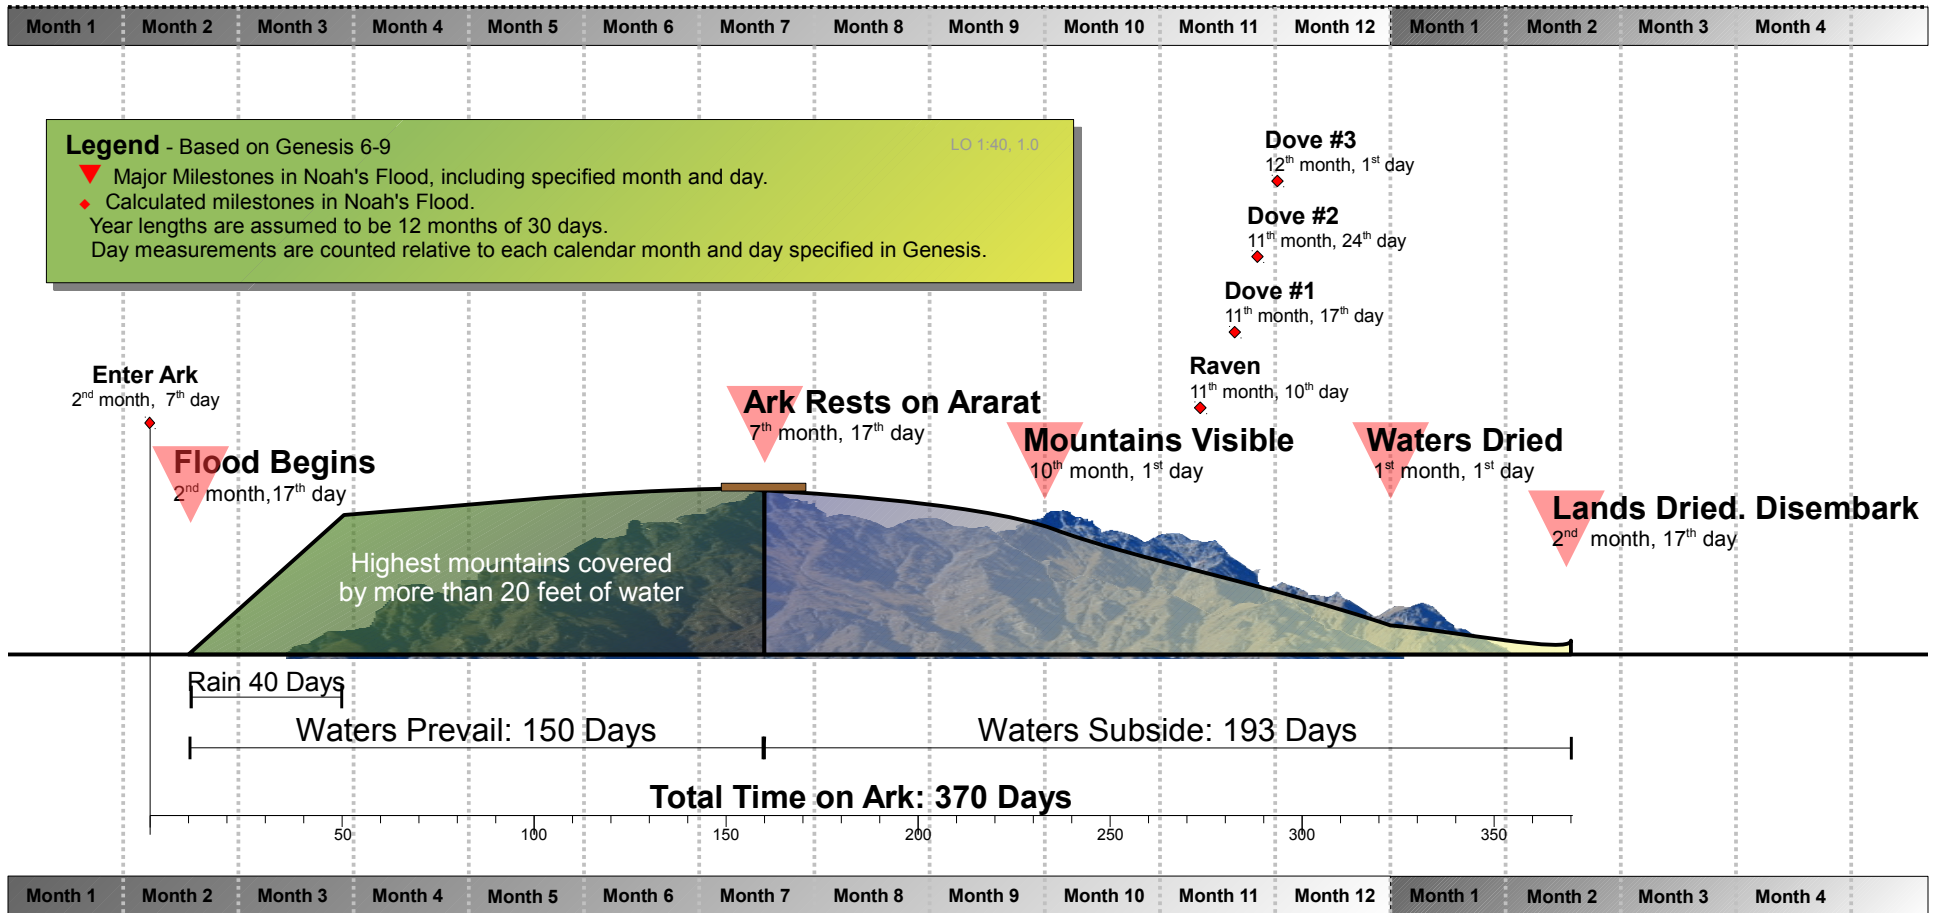 Month 1 Month 2 Month 3 Month 4 Month 5 Month 6 Month 7 Month 8 Month 9 Month 10 Month 11 Month 12 Month 1 Month 2 Month 3 Month 4
Legend - Based on Genesis 6-9
LO 1:40, 1.0
Major Milestones in Noah's Flood, including specified month and day.
Calculated milestones in Noah's Flood.
Year lengths are assumed to be 12 months of 30 days.
Day measurements are counted relative to each calendar month and day specified in Genesis.
Dove #3
12th month, 1st day
Dove #2
11th month, 24th day
Dove #1
11th month, 17th day
Raven
11th month, 10th day
Enter Ark
2nd month, 7th day
Flood Begins
2nd month,17th day
Ark Rests on Ararat
7th month, 17th day
Mountains Visible
10th month, 1st day
Waters Dried
1st month, 1st day
Lands Dried. Disembark
2nd month, 17th day
Highest mountains covered
by more than 20 feet of water
Rain 40 Days
Waters Prevail: 150 Days
Waters Subside: 193 Days
Total Time on Ark: 370 Days
50 100 150 200 250 300 350
Month 1 Month 2 Month 3 Month 4 Month 5 Month 6 Month 7 Month 8 Month 9 Month 10 Month 11 Month 12 Month 1 Month 2 Month 3 Month 4